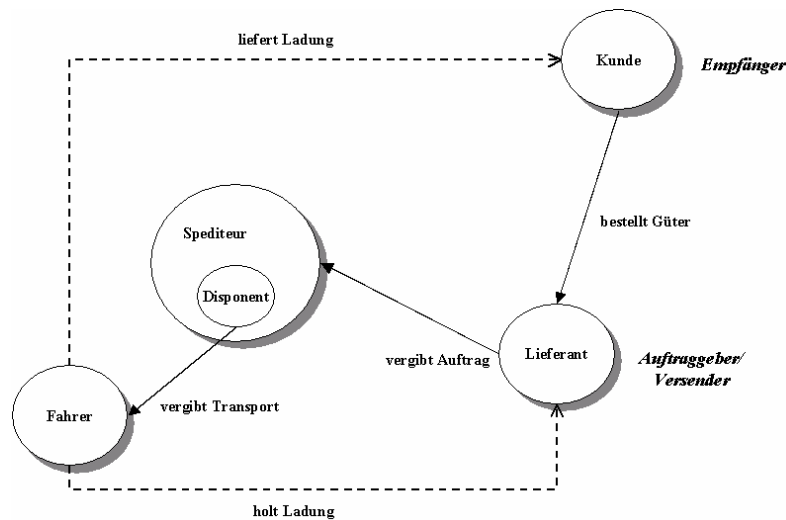 liefert Ladung
Kunde
Empfänger
bestellt Güter
Spediteur
Disponent
Lieferant
vergibt Auftrag
Auftraggeber/
Versender
Fahrer
vergibt Transport
holt Ladung